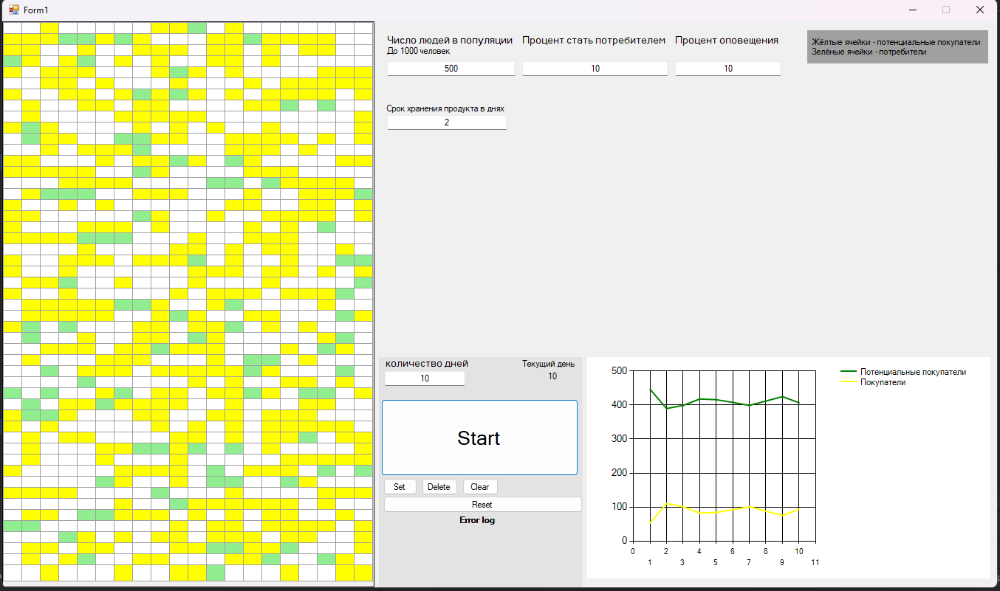 Form1
Число людей в популяции
До 1000 человек
500
Процент стать потребителем
10
Процент оповещения
10
Жёлтые ячейки - потенциальные покупатели
Зелёные ячейки - потребители
Срок хранения продукта в днях
2
количество дней
10
Текущий день
10
Start
Set Delete Clear
Reset
Error log
500
400
300
200
100
0
0 2 4 6 8 10
1 3 5 7 9 11
Потенциальные покупатели
Покупатели